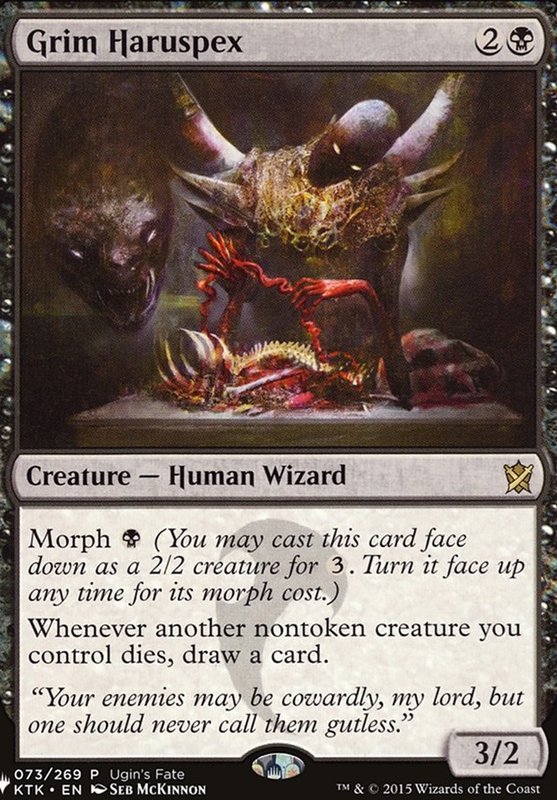 Grim Haruspex 2
Creature — Human Wizard
Morph (You may cast this card face
down as a 2/2 creature for 3. Turn it face up
any time for its morph cost.)
Whenever another nontoken creature you
control dies, draw a card.
“Your enemies may be cowardly, my lord, but
one should never call them gutless.”
3/2
073/269 P Ugin's Fate
KTK • EN Seb McKinnon
™ & © 2015 Wizards of the Coast